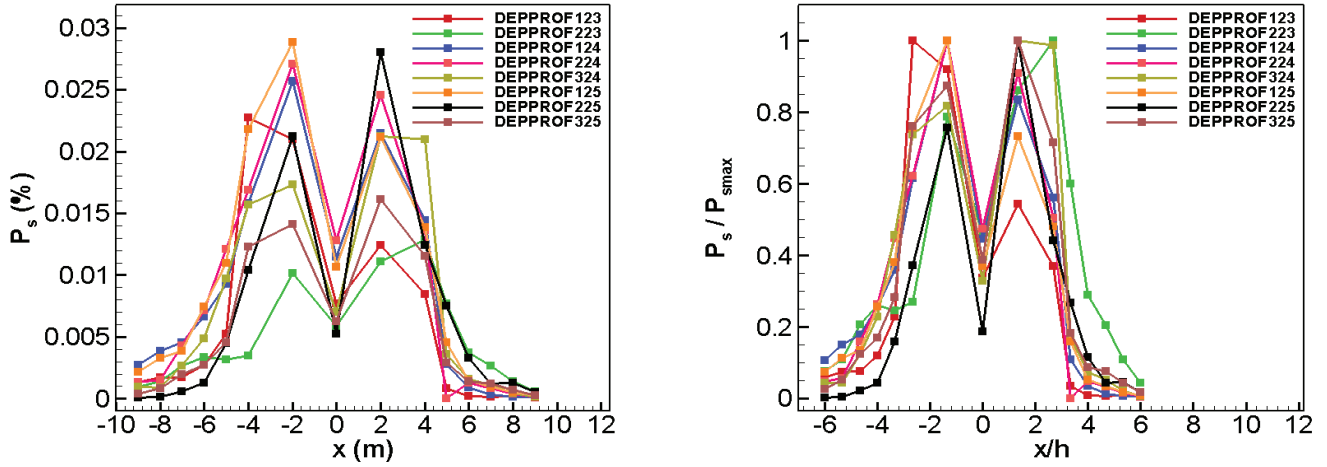 0.03
0.025
0.02
0.015
0.01
0.005
0
P_s (%)
-10 -8 -6 -4 -2 0 2 4 6 8 10 12
x (m)
DEPPROF123
DEPPROF223
DEPPROF124
DEPPROF224
DEPPROF324
DEPPROF125
DEPPROF225
DEPPROF325
1
0.8
0.6
0.4
0.2
0
P_s / P_smax
-6 -4 -2 0 2 4 6 8 10 12
x/h
DEPPROF123
DEPPROF223
DEPPROF124
DEPPROF224
DEPPROF324
DEPPROF125
DEPPROF225
DEPPROF325